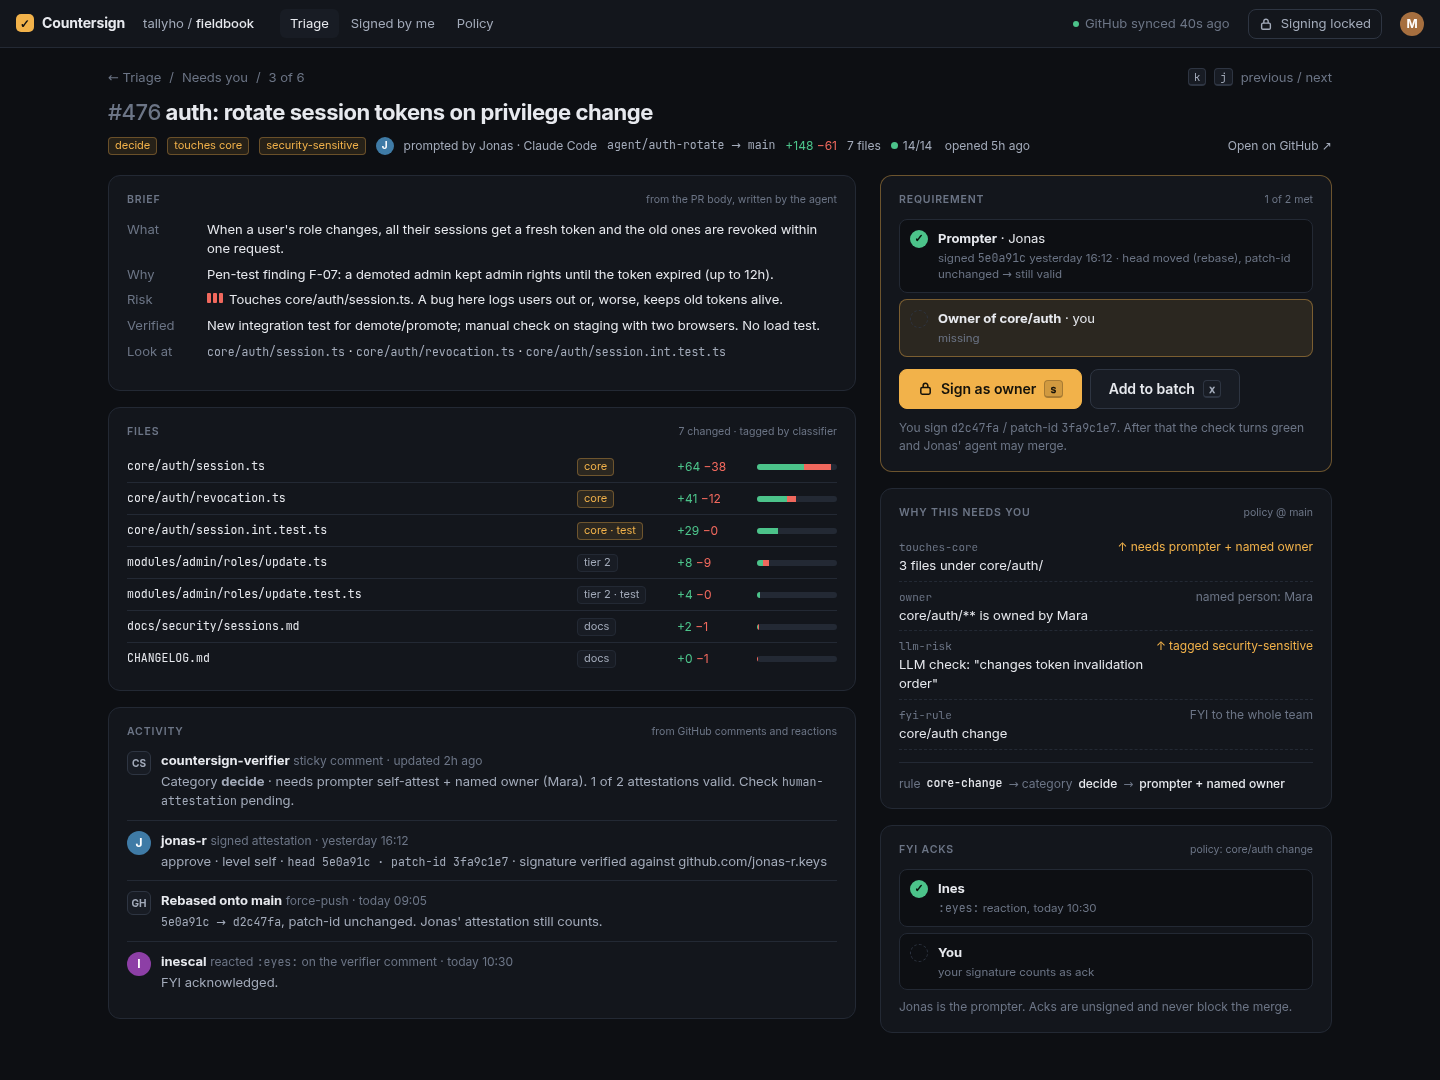 ✓ Countersign tallyho / fieldbook Triage Signed by me Policy GitHub synced 40s ago Signing locked M
← Triage / Needs you / 3 of 6 k j previous / next
#476 auth: rotate session tokens on privilege change
decide touches core security-sensitive J prompted by Jonas · Claude Code agent/auth-rotate → main +148 −61 7 files 14/14 opened 5h ago Open on GitHub ↗
BRIEF from the PR body, written by the agent
What When a user's role changes, all their sessions get a fresh token and the old ones are revoked within
one request.
Why Pen-test finding F-07: a demoted admin kept admin rights until the token expired (up to 12h).
Risk Touches core/auth/session.ts. A bug here logs users out or, worse, keeps old tokens alive.
Verified New integration test for demote/promote; manual check on staging with two browsers. No load test.
Look at core/auth/session.ts · core/auth/revocation.ts · core/auth/session.int.test.ts
FILES 7 changed · tagged by classifier
core/auth/session.ts core +64 −38
core/auth/revocation.ts core +41 −12
core/auth/session.int.test.ts core · test +29 −0
modules/admin/roles/update.ts tier 2 +8 −9
modules/admin/roles/update.test.ts tier 2 · test +4 −0
docs/security/sessions.md docs +2 −1
CHANGELOG.md docs +0 −1
ACTIVITY from GitHub comments and reactions
CS countersign-verifier sticky comment · updated 2h ago
Category decide · needs prompter self-attest + named owner (Mara). 1 of 2 attestations valid. Check human-
attestation pending.
J jonas-r signed attestation · yesterday 16:12
approve · level self · head 5e0a91c · patch-id 3fa9c1e7 · signature verified against github.com/jonas-r.keys
GH Rebased onto main force-push · today 09:05
5e0a91c → d2c47fa, patch-id unchanged. Jonas' attestation still counts.
I inescal reacted :eyes: on the verifier comment · today 10:30
FYI acknowledged.
REQUIREMENT 1 of 2 met
✓ Prompter · Jonas
signed 5e0a91c yesterday 16:12 · head moved (rebase), patch-id
unchanged → still valid
Owner of core/auth · you
missing
Sign as owner s Add to batch x
You sign d2c47fa / patch-id 3fa9c1e7. After that the check turns green
and Jonas' agent may merge.
WHY THIS NEEDS YOU policy @ main
touches-core ↑ needs prompter + named owner
3 files under core/auth/
owner named person: Mara
core/auth/** is owned by Mara
llm-risk ↑ tagged security-sensitive
LLM check: "changes token invalidation
order"
fyi-rule FYI to the whole team
core/auth change
rule core-change → category decide → prompter + named owner
FYI ACKS policy: core/auth change
✓ Ines
:eyes: reaction, today 10:30
You
your signature counts as ack
Jonas is the prompter. Acks are unsigned and never block the merge.